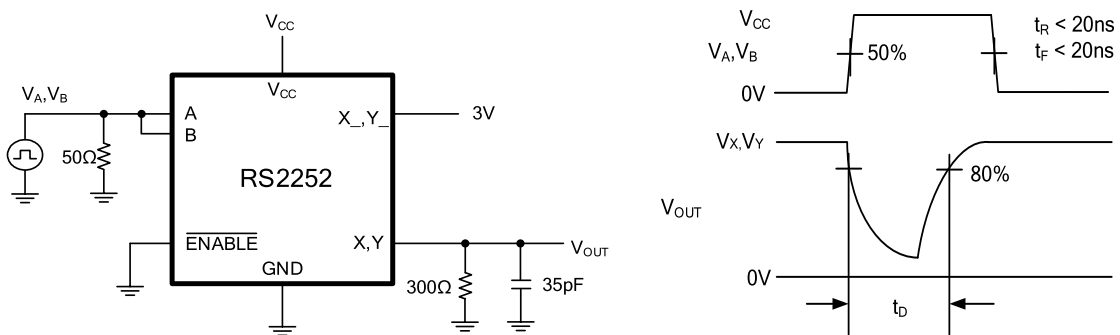 V_CC
V_A,V_B
50Ω
V_CC
A
B
X_,Y_
3V
RS2252
ENABLE
X,Y
GND
V_OUT
300Ω
35pF
V_CC
V_A,V_B
0V
50%
t_R < 20ns
t_F < 20ns
V_X,V_Y
80%
V_OUT
0V
t_D